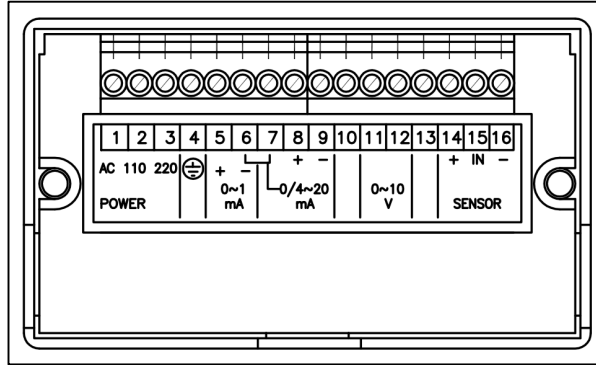 1 2 3 4 5 6 7 8 9 10 11 12 13 14 15 16
AC 110 220 + − + − + IN −
0~1 0/4~20 0~10
POWER mA mA V SENSOR